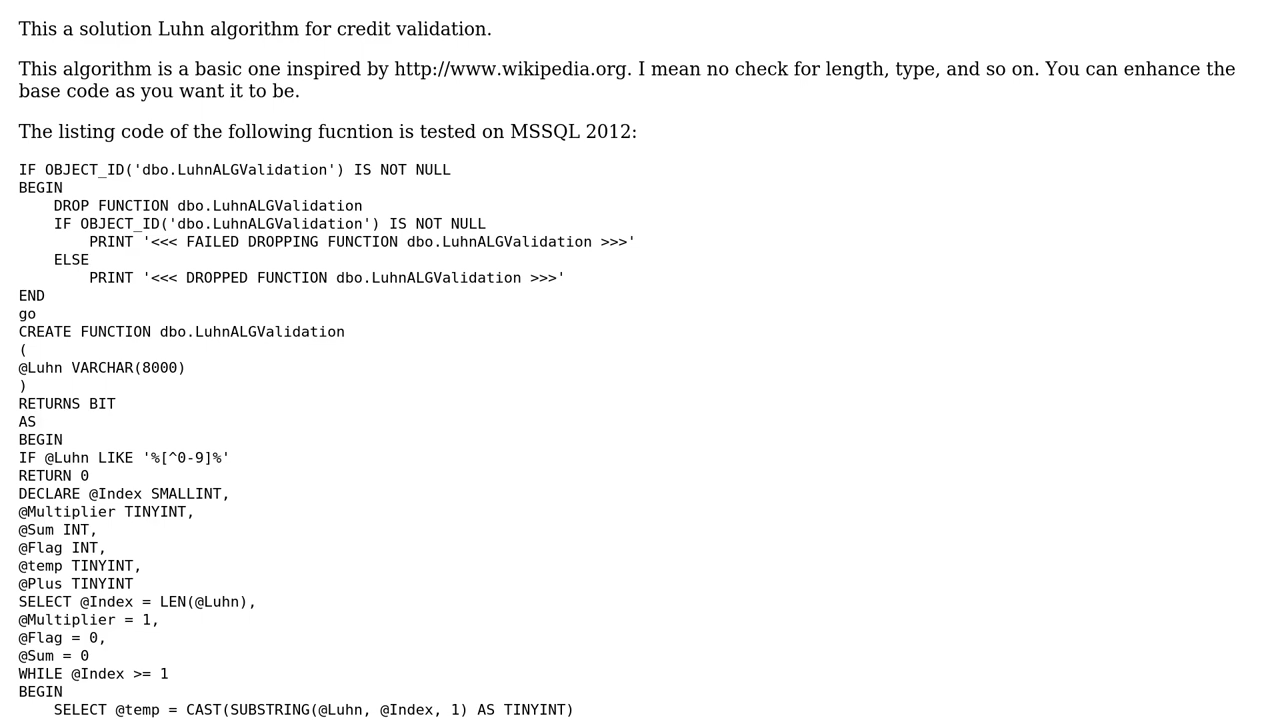 This a solution Luhn algorithm for credit validation.
This algorithm is a basic one inspired by http://www.wikipedia.org. I mean no check for length, type, and so on. You can enhance the
base code as you want it to be.
The listing code of the following fucntion is tested on MSSQL 2012:
IF OBJECT_ID('dbo.LuhnALGValidation') IS NOT NULL
BEGIN
    DROP FUNCTION dbo.LuhnALGValidation
    IF OBJECT_ID('dbo.LuhnALGValidation') IS NOT NULL
        PRINT '<<< FAILED DROPPING FUNCTION dbo.LuhnALGValidation >>>'
    ELSE
        PRINT '<<< DROPPED FUNCTION dbo.LuhnALGValidation >>>'
END
go
CREATE FUNCTION dbo.LuhnALGValidation
(
@Luhn VARCHAR(8000)
)
RETURNS BIT
AS
BEGIN
IF @Luhn LIKE '%[^0-9]%'
RETURN 0
DECLARE @Index SMALLINT,
@Multiplier TINYINT,
@Sum INT,
@Flag INT,
@temp TINYINT,
@Plus TINYINT
SELECT @Index = LEN(@Luhn),
@Multiplier = 1,
@Flag = 0,
@Sum = 0
WHILE @Index >= 1
BEGIN
    SELECT @temp = CAST(SUBSTRING(@Luhn, @Index, 1) AS TINYINT)